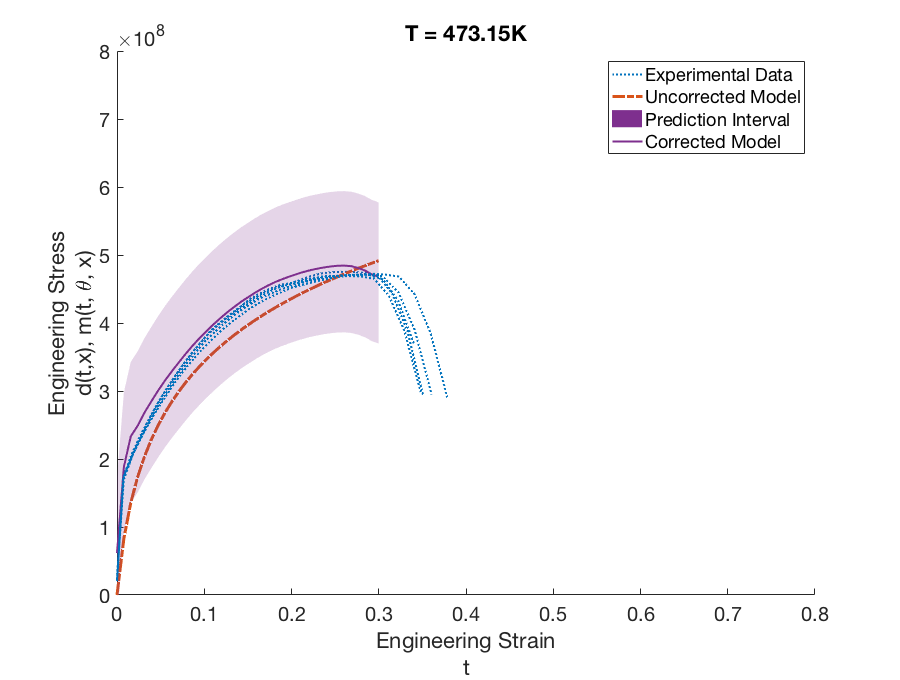 T = 473.15K
×10⁸
8
7
6
5
4
3
2
1
0
Engineering Stress
d(t,x), m(t, θ, x)
Experimental Data
Uncorrected Model
Prediction Interval
Corrected Model
0 0.1 0.2 0.3 0.4 0.5 0.6 0.7 0.8
Engineering Strain
t